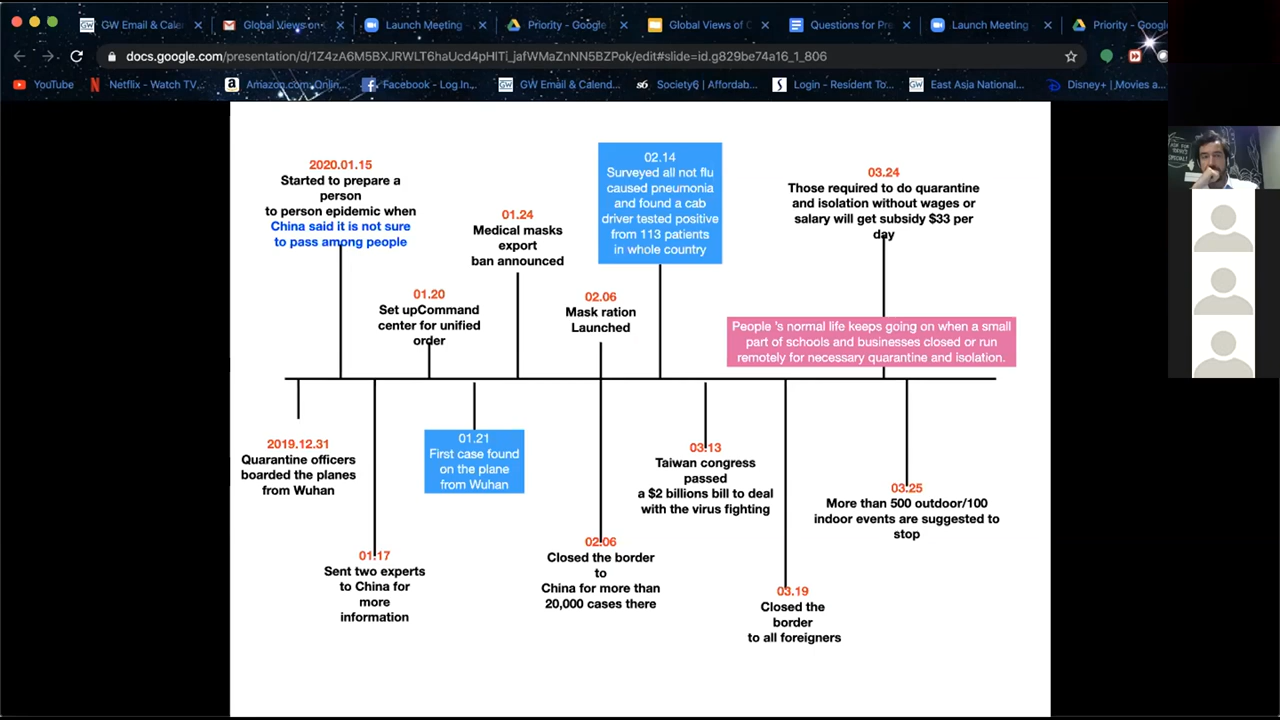 GW Email & Cale
Global Views on
Launch Meeting -
Priority - Google
Global Views of C
Questions for Pre
Launch Meeting
Priority - Google
docs.google.com/presentation/d/1Z4zA6M5BXJRWLT6haUcd4pHITi_jafWMaZnNN5BZPok/edit#slide=id.g829be74a16_1_806
YouTube
Netflix - Watch TV...
Amazon.com: Onlin...
Facebook - Log In...
GW Email & Calend...
Society6 | Affordab...
Login - Resident To...
East Asia National...
Disney+ | Movies a...
2020.01.15
Started to prepare a
person
to person epidemic when
China said it is not sure
to pass among people
01.20
Set upCommand
center for unified
order
01.24
Medical masks
export
ban announced
02.06
Mask ration
Launched
02.14
Surveyed all not flu
caused pneumonia
and found a cab
driver tested positive
from 113 patients
in whole country
03.24
Those required to do quarantine
and isolation without wages or
salary will get subsidy $33 per
day
People 's normal life keeps going on when a small
part of schools and businesses closed or run
remotely for necessary quarantine and isolation.
2019.12.31
Quarantine officers
boarded the planes
from Wuhan
01.17
Sent two experts
to China for
more
information
01.21
First case found
on the plane
from Wuhan
02.06
Closed the border
to
China for more than
20,000 cases there
03.13
Taiwan congress
passed
a $2 billions bill to deal
with the virus fighting
03.19
Closed the
border
to all foreigners
03.25
More than 500 outdoor/100
indoor events are suggested to
stop